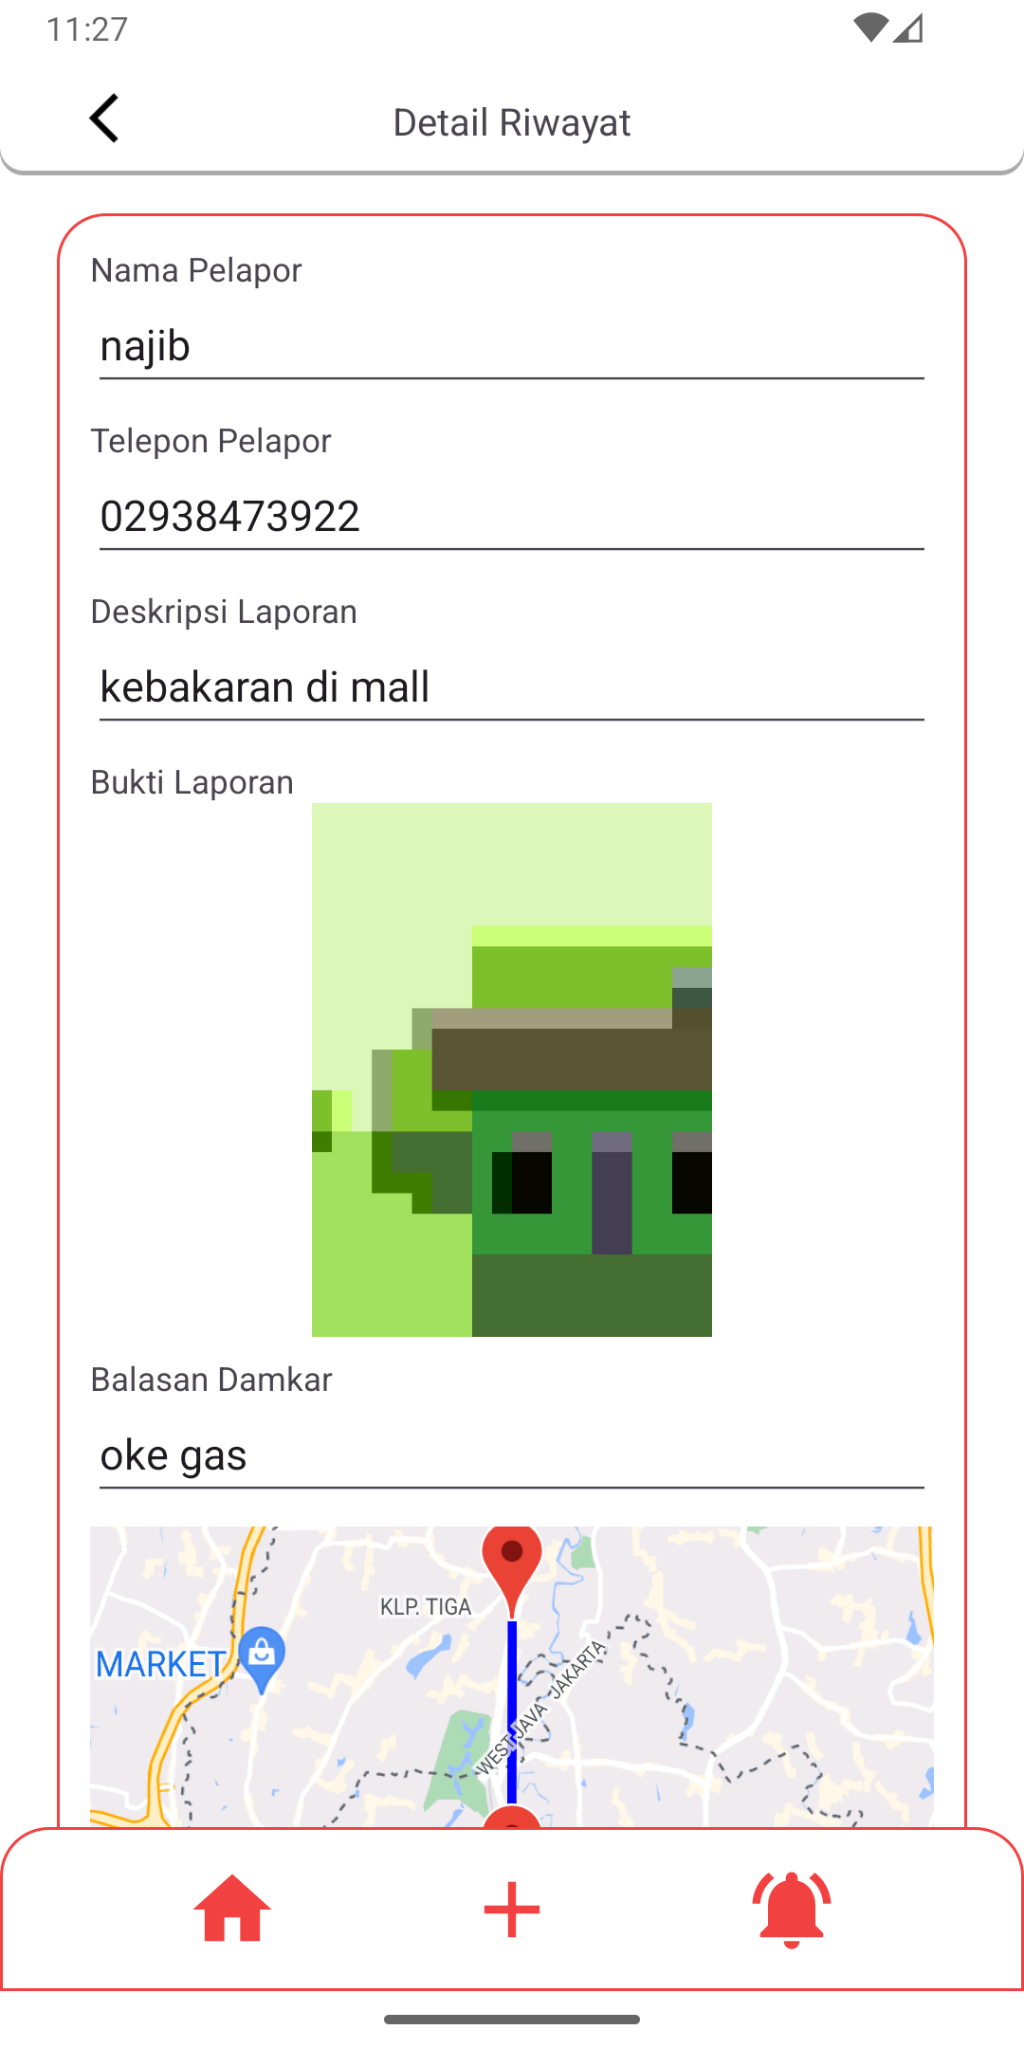 11:27
Detail Riwayat
Nama Pelapor
najib
Telepon Pelapor
02938473922
Deskripsi Laporan
kebakaran di mall
Bukti Laporan
Balasan Damkar
oke gas
KLP. TIGA
MARKET
JAKARTA
WEST JAVA